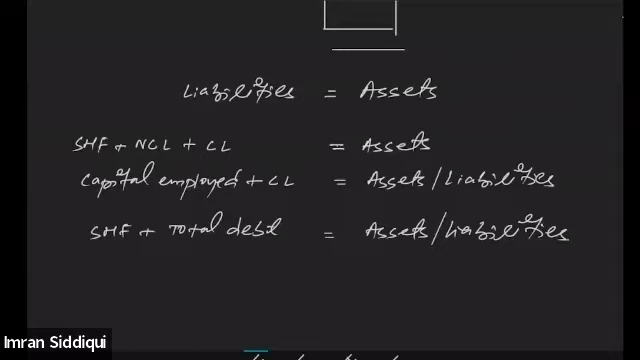 Liabilities = Assets
SHF + NCL + CL = Assets
Capital employed + CL = Assets/Liabilities
SHF + Total debt = Assets/Liabilities
Imran Siddiqui